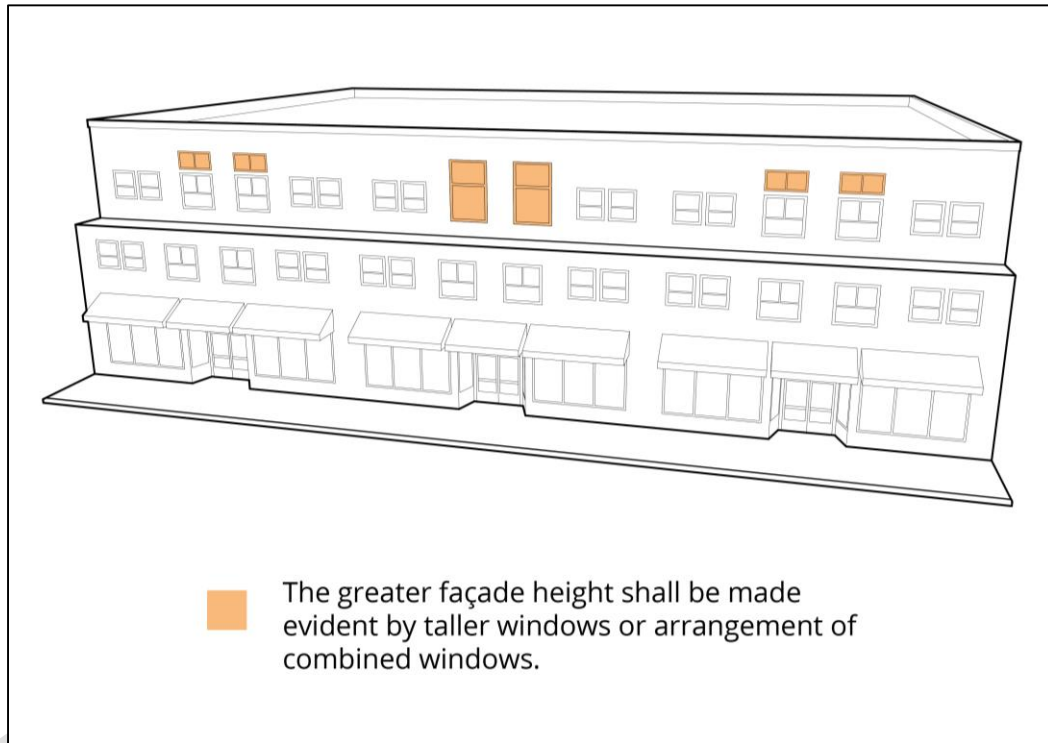 The greater façade height shall be made
evident by taller windows or arrangement of
combined windows.